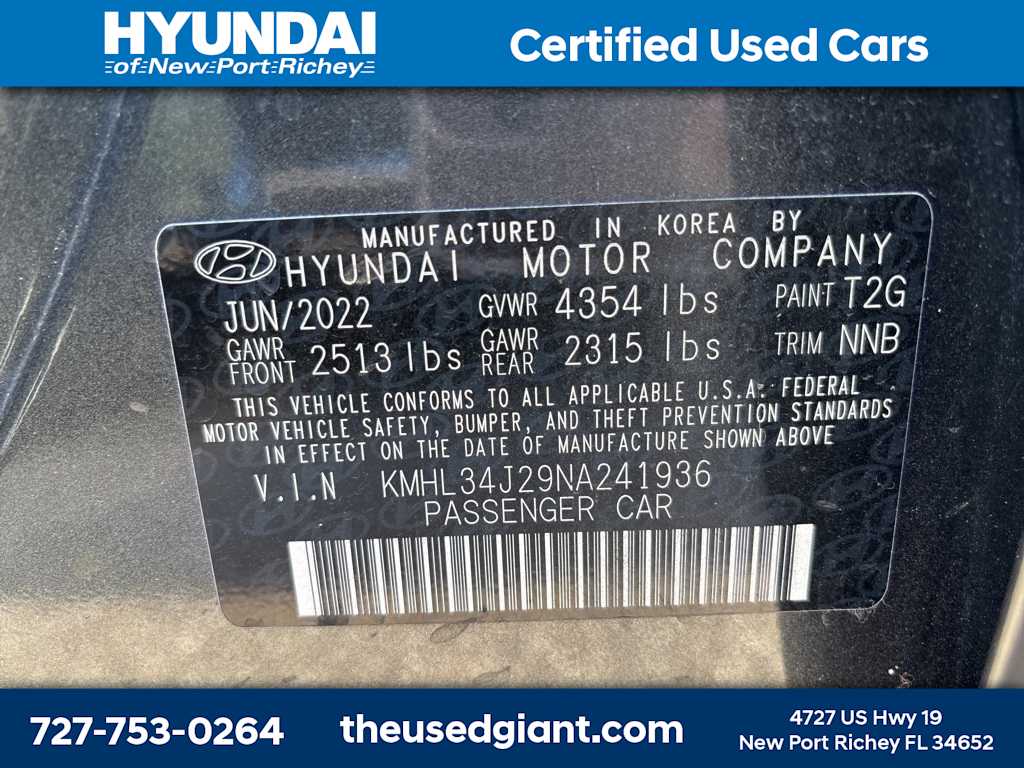 HYUNDAI
of New Port Richey
Certified Used Cars
MANUFACTURED IN KOREA BY
HYUNDAI MOTOR COMPANY
JUN/2022 GVWR 4354 lbs PAINT T2G
GAWR FRONT 2513 lbs GAWR REAR 2315 lbs TRIM NNB
THIS VEHICLE CONFORMS TO ALL APPLICABLE U.S.A. FEDERAL
MOTOR VEHICLE SAFETY, BUMPER, AND THEFT PREVENTION STANDARDS
IN EFFECT ON THE DATE OF MANUFACTURE SHOWN ABOVE
V.I.N KMHL34J29NA241936
PASSENGER CAR
727-753-0264
theusedgiant.com
4727 US Hwy 19
New Port Richey FL 34652